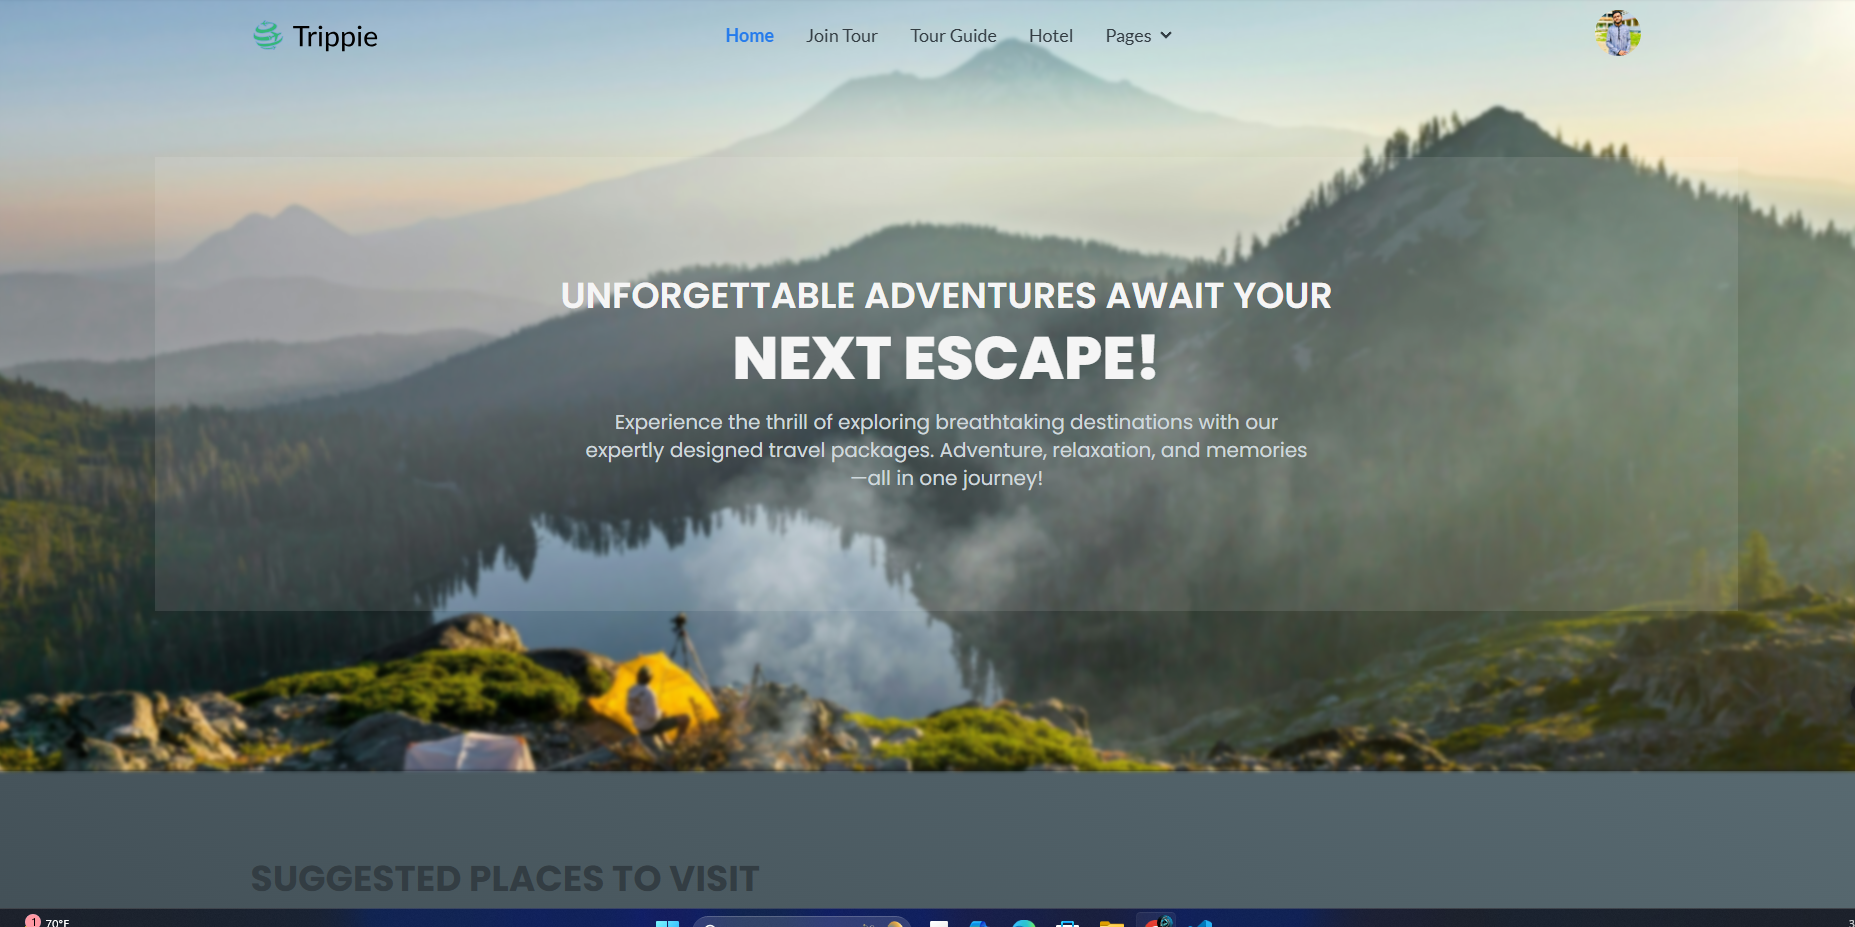 Trippie
Home Join Tour Tour Guide Hotel Pages
UNFORGETTABLE ADVENTURES AWAIT YOUR
NEXT ESCAPE!
Experience the thrill of exploring breathtaking destinations with our
expertly designed travel packages. Adventure, relaxation, and memories
—all in one journey!
SUGGESTED PLACES TO VISIT
1 70°F
3